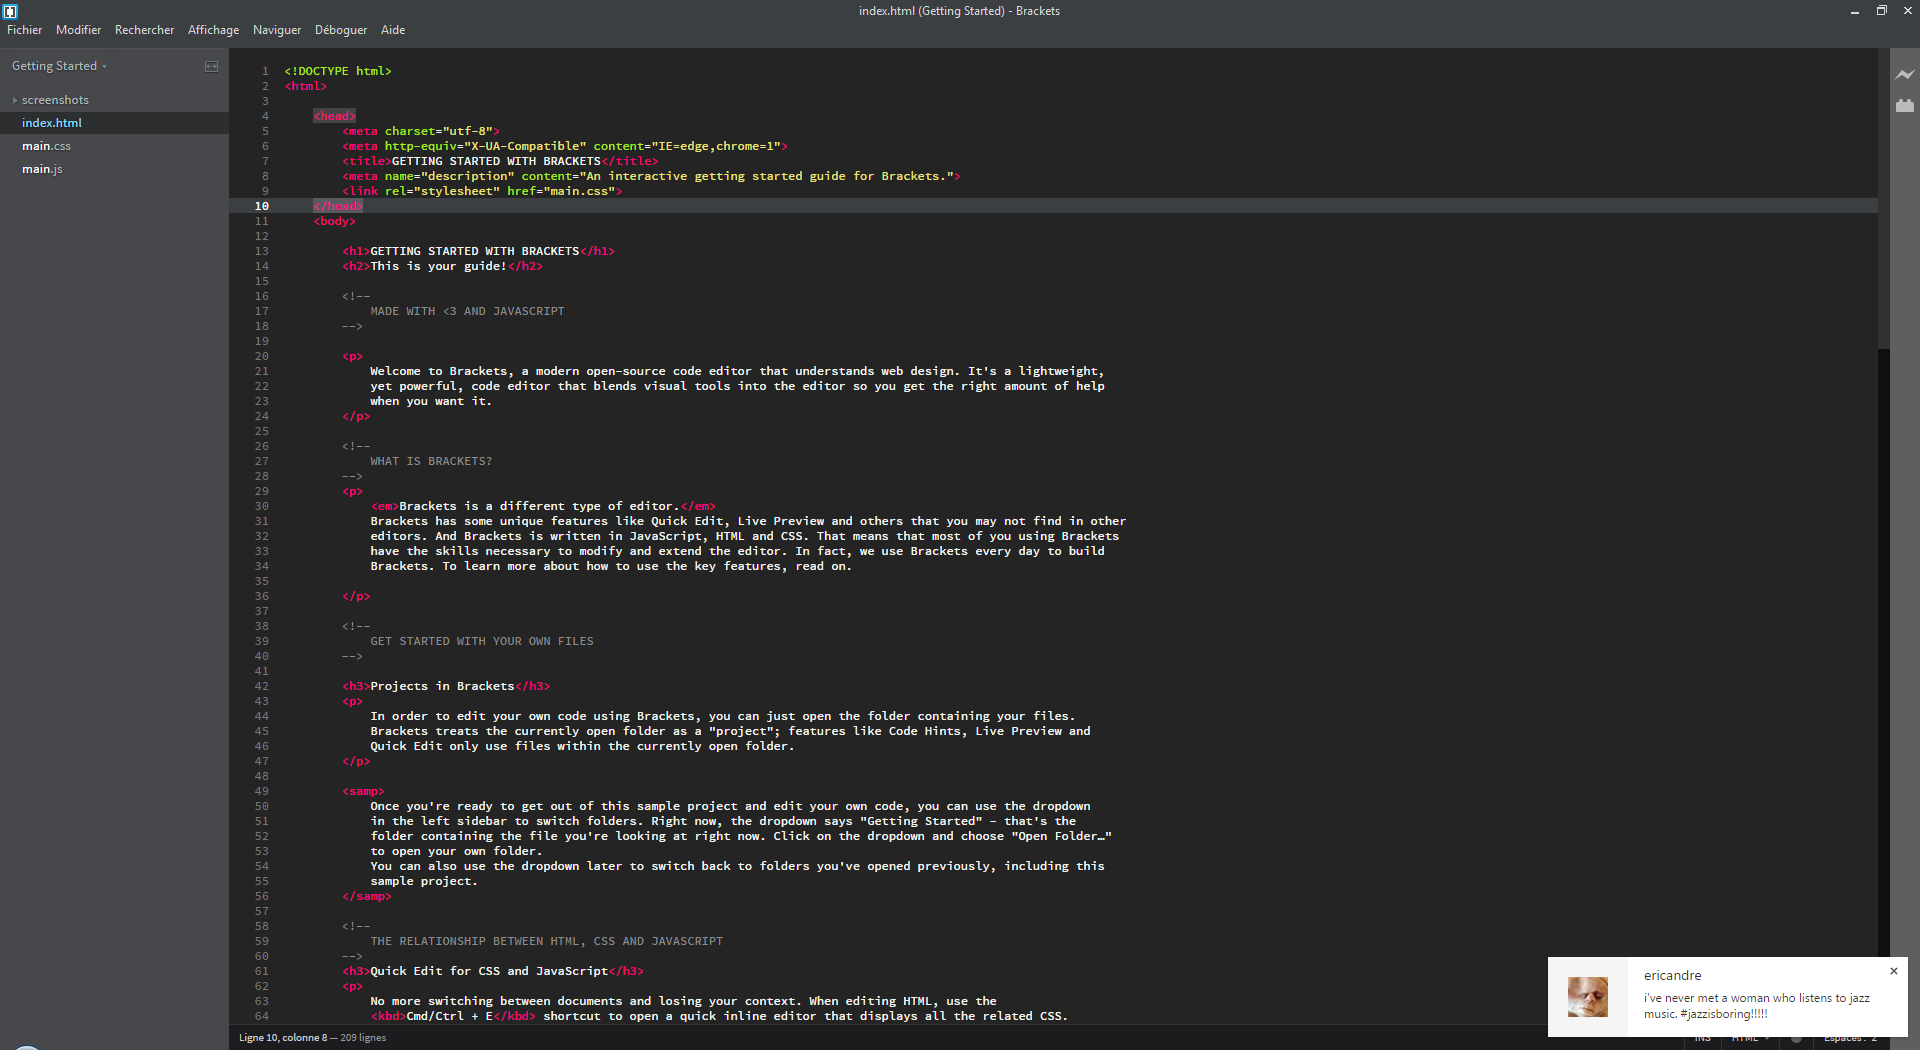 index.html (Getting Started) - Brackets
Fichier Modifier Rechercher Affichage Naviguer Déboguer Aide
Getting Started
screenshots
index.html
main.css
main.js
1 <!DOCTYPE html>
2 <html>
3
4 <head>
5 <meta charset="utf-8">
6 <meta http-equiv="X-UA-Compatible" content="IE=edge,chrome=1">
7 <title>GETTING STARTED WITH BRACKETS</title>
8 <meta name="description" content="An interactive getting started guide for Brackets.">
9 <link rel="stylesheet" href="main.css">
10 </head>
11 <body>
12
13 <h1>GETTING STARTED WITH BRACKETS</h1>
14 <h2>This is your guide!</h2>
15
16 <!--
17 MADE WITH <3 AND JAVASCRIPT
18 -->
19
20 <p>
21 Welcome to Brackets, a modern open-source code editor that understands web design. It's a lightweight,
22 yet powerful, code editor that blends visual tools into the editor so you get the right amount of help
23 when you want it.
24 </p>
25
26 <!--
27 WHAT IS BRACKETS?
28 -->
29 <p>
30 <em>Brackets is a different type of editor.</em>
31 Brackets has some unique features like Quick Edit, Live Preview and others that you may not find in other
32 editors. And Brackets is written in JavaScript, HTML and CSS. That means that most of you using Brackets
33 have the skills necessary to modify and extend the editor. In fact, we use Brackets every day to build
34 Brackets. To learn more about how to use the key features, read on.
35
36 </p>
37
38 <!--
39 GET STARTED WITH YOUR OWN FILES
40 -->
41
42 <h3>Projects in Brackets</h3>
43 <p>
44 In order to edit your own code using Brackets, you can just open the folder containing your files.
45 Brackets treats the currently open folder as a "project"; features like Code Hints, Live Preview and
46 Quick Edit only use files within the currently open folder.
47 </p>
48
49 <samp>
50 Once you're ready to get out of this sample project and edit your own code, you can use the dropdown
51 in the left sidebar to switch folders. Right now, the dropdown says "Getting Started" - that's the
52 folder containing the file you're looking at right now. Click on the dropdown and choose "Open Folder…"
53 to open your own folder.
54 You can also use the dropdown later to switch back to folders you've opened previously, including this
55 sample project.
56 </samp>
57
58 <!--
59 THE RELATIONSHIP BETWEEN HTML, CSS AND JAVASCRIPT
60 -->
61 <h3>Quick Edit for CSS and JavaScript</h3>
62 <p>
63 No more switching between documents and losing your context. When editing HTML, use the
64 <kbd>Cmd/Ctrl + E</kbd> shortcut to open a quick inline editor that displays all the related CSS.
ericandre
i've never met a woman who listens to jazz
music. #jazzisboring!!!!!
Ligne 10, colonne 8 — 209 lignes
INS HTML Espaces : 2